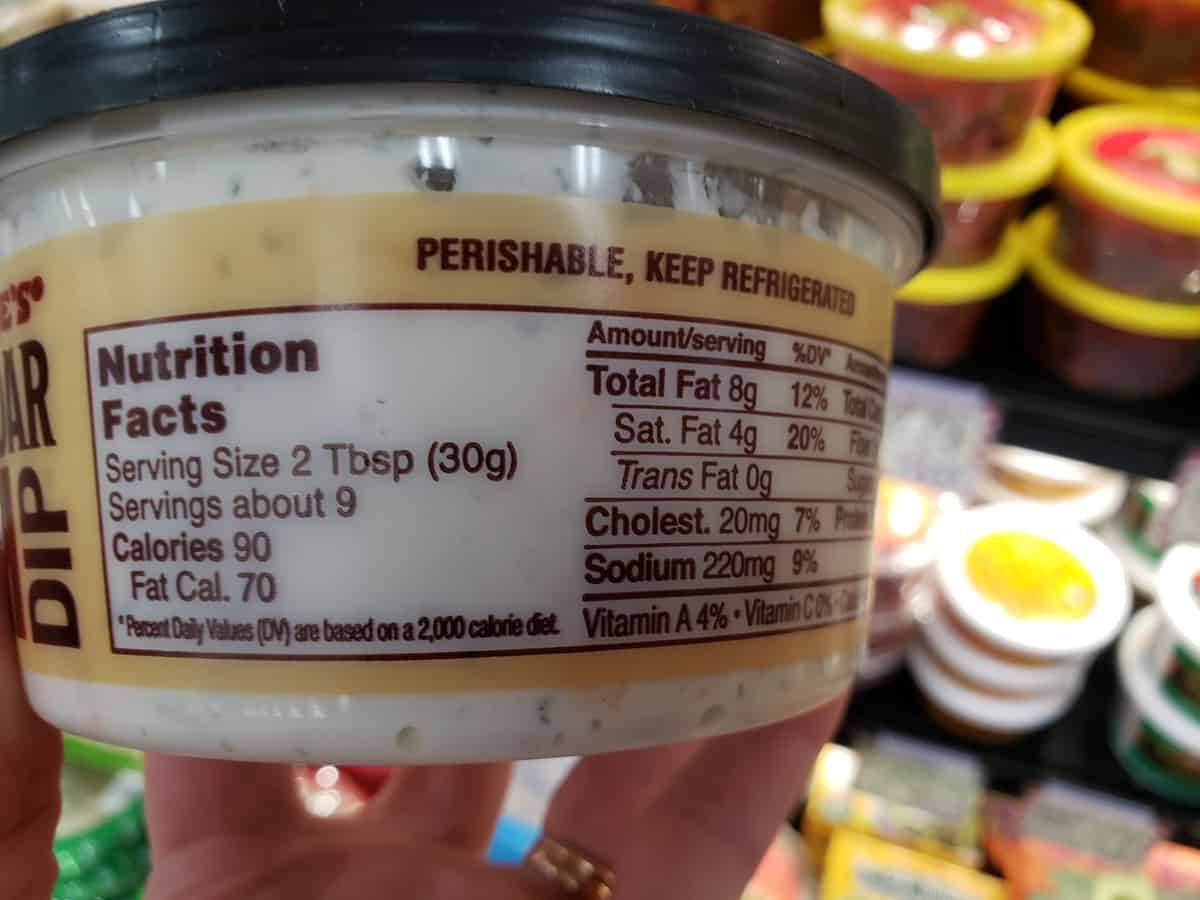 PERISHABLE, KEEP REFRIGERATED
E'S®
DIP
Nutrition
Facts
Serving Size 2 Tbsp (30g)
Servings about 9
Calories 90
Fat Cal. 70
*Percent Daily Values (DV) are based on a 2,000 calorie diet.
Amount/serving %DV*
Total Fat 8g 12% Total
Sat. Fat 4g 20%
Trans Fat 0g
Cholest. 20mg 7% Protein
Sodium 220mg 9%
Vitamin A 4% • Vitamin C 0% •